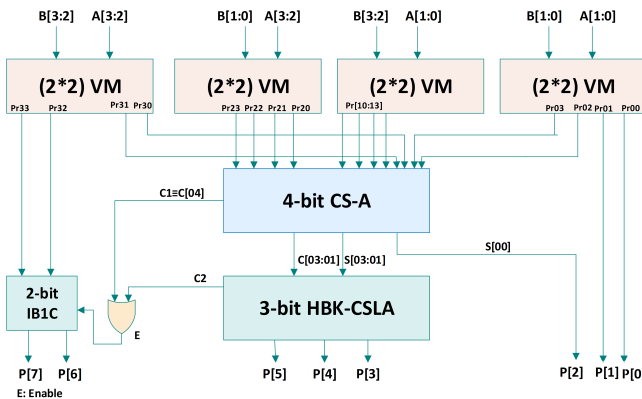 B[3:2] A[3:2] B[1:0] A[3:2] B[3:2] A[1:0] B[1:0] A[1:0]
(2*2) VM (2*2) VM (2*2) VM (2*2) VM
Pr33 Pr32 Pr31 Pr30 Pr23 Pr22 Pr21 Pr20 Pr[10:13] Pr03 Pr02 Pr01 Pr00
C1≡C[04] 4-bit CS-A
C[03:01] S[03:01] S[00]
C2
2-bit
IB1C
3-bit HBK-CSLA
E
P[7] P[6] P[5] P[4] P[3] P[2] P[1] P[0
E: Enable